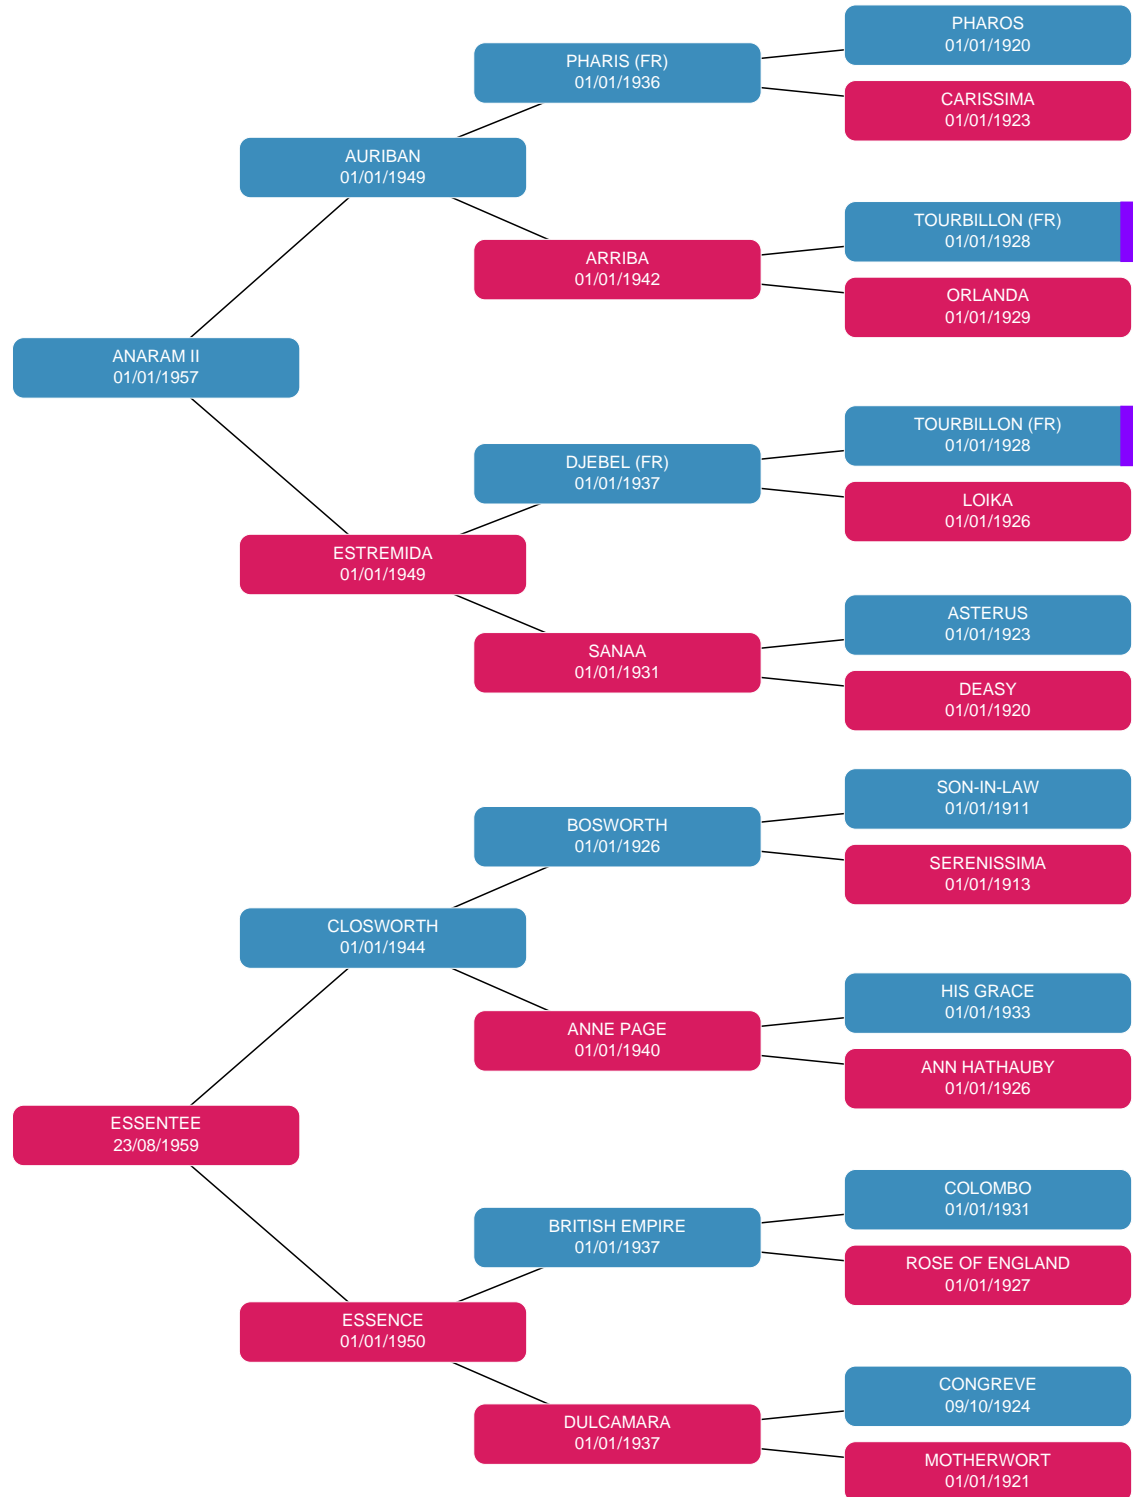 PHAROS
01/01/1920
PHARIS (FR)
01/01/1936
CARISSIMA
01/01/1923
AURIBAN
01/01/1949
TOURBILLON (FR)
01/01/1928
ARRIBA
01/01/1942
ORLANDA
01/01/1929
ANARAM II
01/01/1957
TOURBILLON (FR)
01/01/1928
DJEBEL (FR)
01/01/1937
LOIKA
01/01/1926
ESTREMIDA
01/01/1949
ASTERUS
01/01/1923
SANAA
01/01/1931
DEASY
01/01/1920
SON-IN-LAW
01/01/1911
BOSWORTH
01/01/1926
SERENISSIMA
01/01/1913
CLOSWORTH
01/01/1944
HIS GRACE
01/01/1933
ANNE PAGE
01/01/1940
ANN HATHAUBY
01/01/1926
ESSENTEE
23/08/1959
COLOMBO
01/01/1931
BRITISH EMPIRE
01/01/1937
ROSE OF ENGLAND
01/01/1927
ESSENCE
01/01/1950
CONGREVE
09/10/1924
DULCAMARA
01/01/1937
MOTHERWORT
01/01/1921